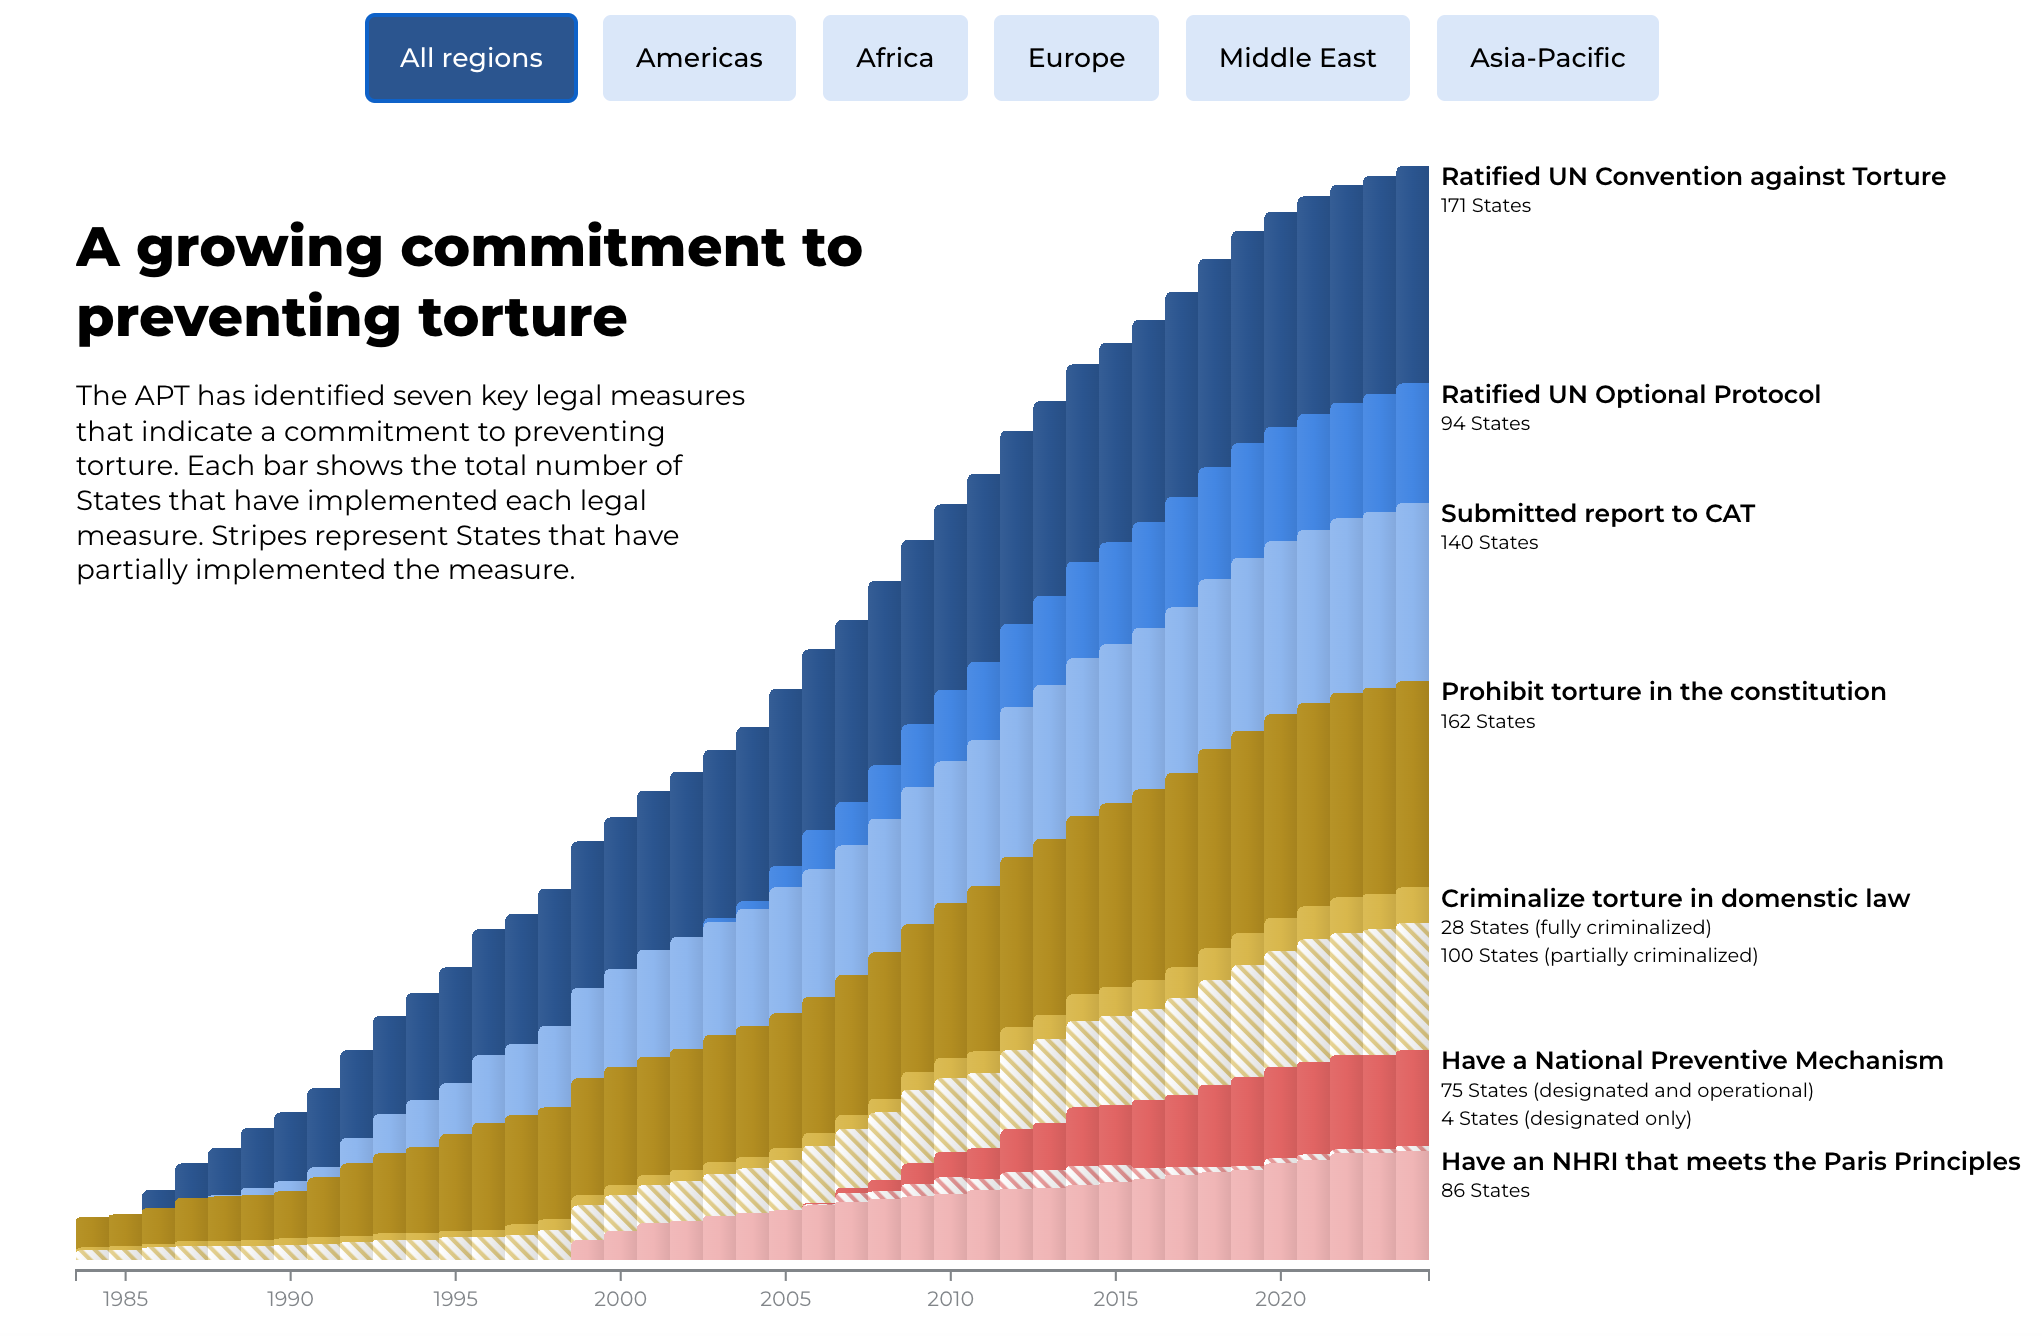 All regions
Americas
Africa
Europe
Middle East
Asia-Pacific
A growing commitment to
preventing torture
The APT has identified seven key legal measures
that indicate a commitment to preventing
torture. Each bar shows the total number of
States that have implemented each legal
measure. Stripes represent States that have
partially implemented the measure.
Ratified UN Convention against Torture
171 States
Ratified UN Optional Protocol
94 States
Submitted report to CAT
140 States
Prohibit torture in the constitution
162 States
Criminalize torture in domenstic law
28 States (fully criminalized)
100 States (partially criminalized)
Have a National Preventive Mechanism
75 States (designated and operational)
4 States (designated only)
Have an NHRI that meets the Paris Principles
86 States
1985
1990
1995
2000
2005
2010
2015
2020